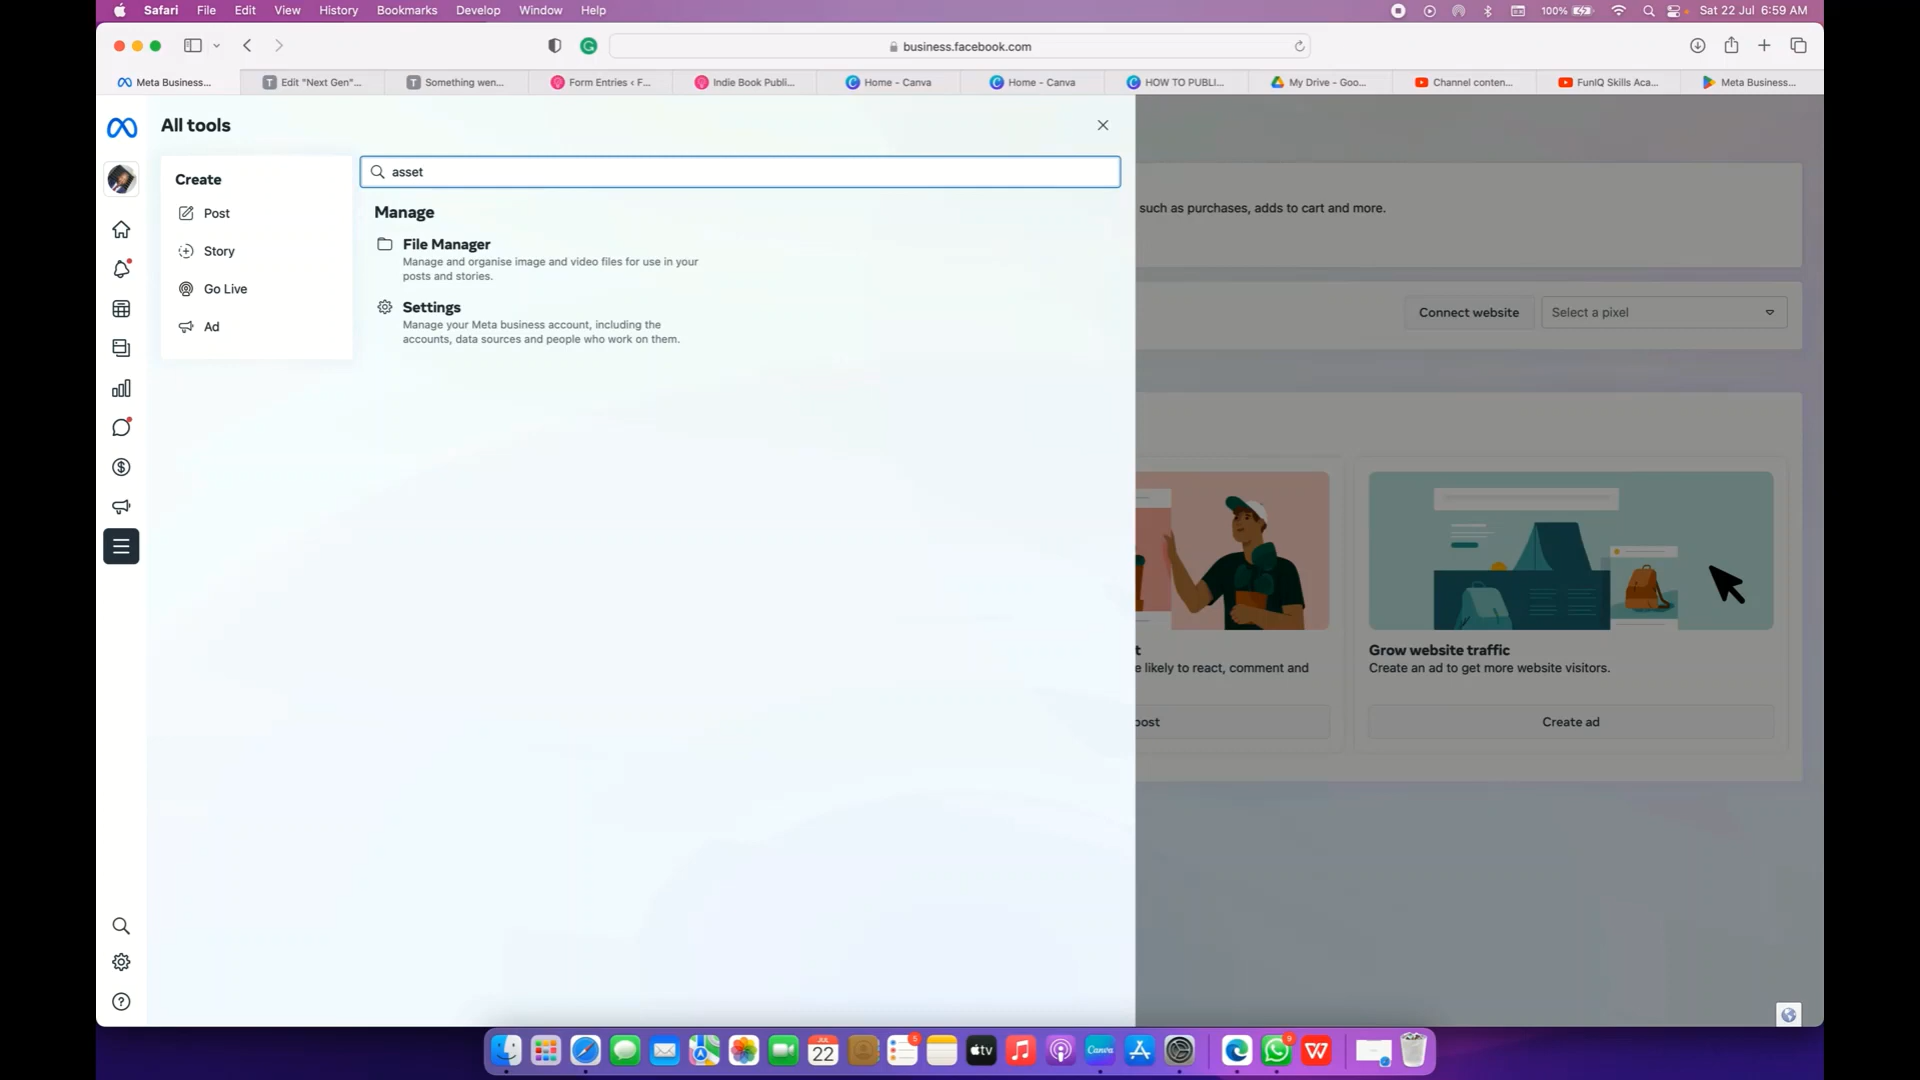 Safari File Edit View History Bookmarks Develop Window Help
100% Sat 22 Jul 6:59 AM
business.facebook.com
Meta Business...
Edit "Next Gen"...
Something wen...
Form Entries ‹ F...
Indie Book Publi...
Home - Canva
Home - Canva
HOW TO PUBLI...
My Drive - Goo...
Channel conten...
FunIQ Skills Aca...
Meta Business...
All tools
Create
Post
Story
Go Live
Ad
asset
Manage
File Manager
Manage and organise image and video files for use in your
posts and stories.
Settings
Manage your Meta business account, including the
accounts, data sources and people who work on them.
such as purchases, adds to cart and more.
Connect website
Select a pixel
t
e likely to react, comment and
post
Grow website traffic
Create an ad to get more website visitors.
Create ad
JUL
22
5
tv
Canva
9
W